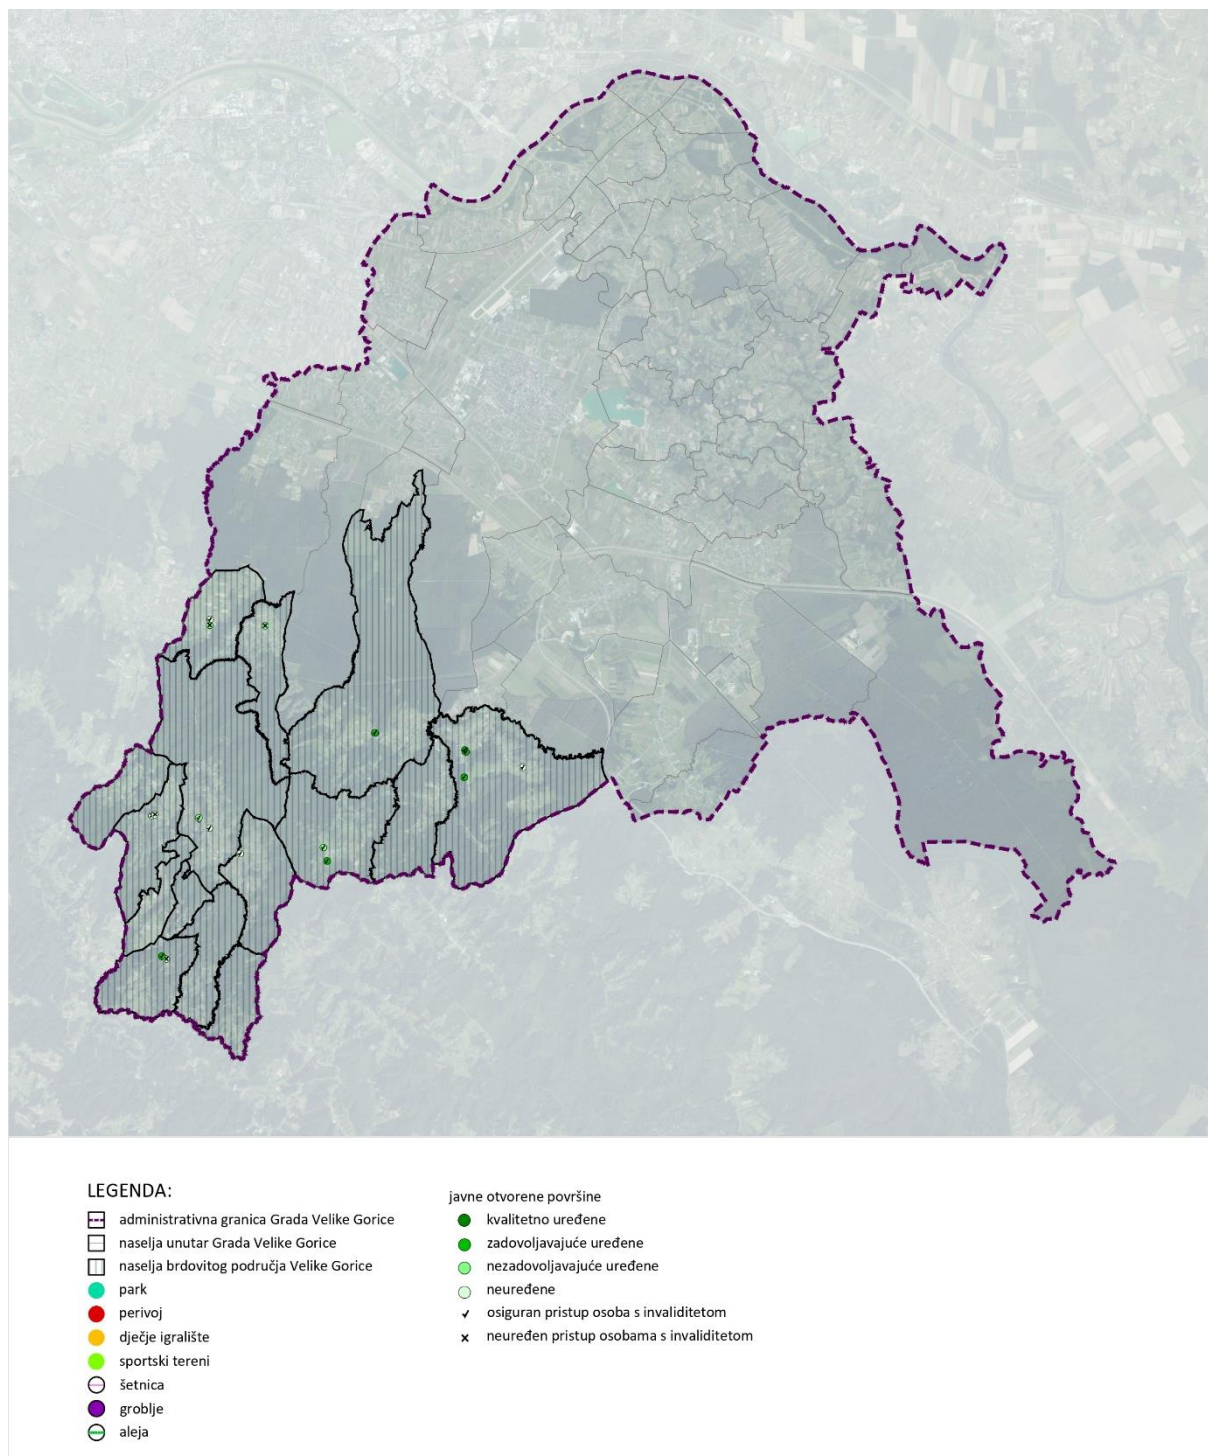 LEGENDA:
administrativna granica Grada Velike Gorice
naselja unutar Grada Velike Gorice
naselja brdovitog područja Velike Gorice
park
perivoj
dječje igralište
sportski tereni
šetnica
groblje
aleja
javne otvorene površine
kvalitetno uređene
zadovoljavajuće uređene
nezadovoljavajuće uređene
neuređene
osiguran pristup osoba s invaliditetom
neuređen pristup osobama s invaliditetom